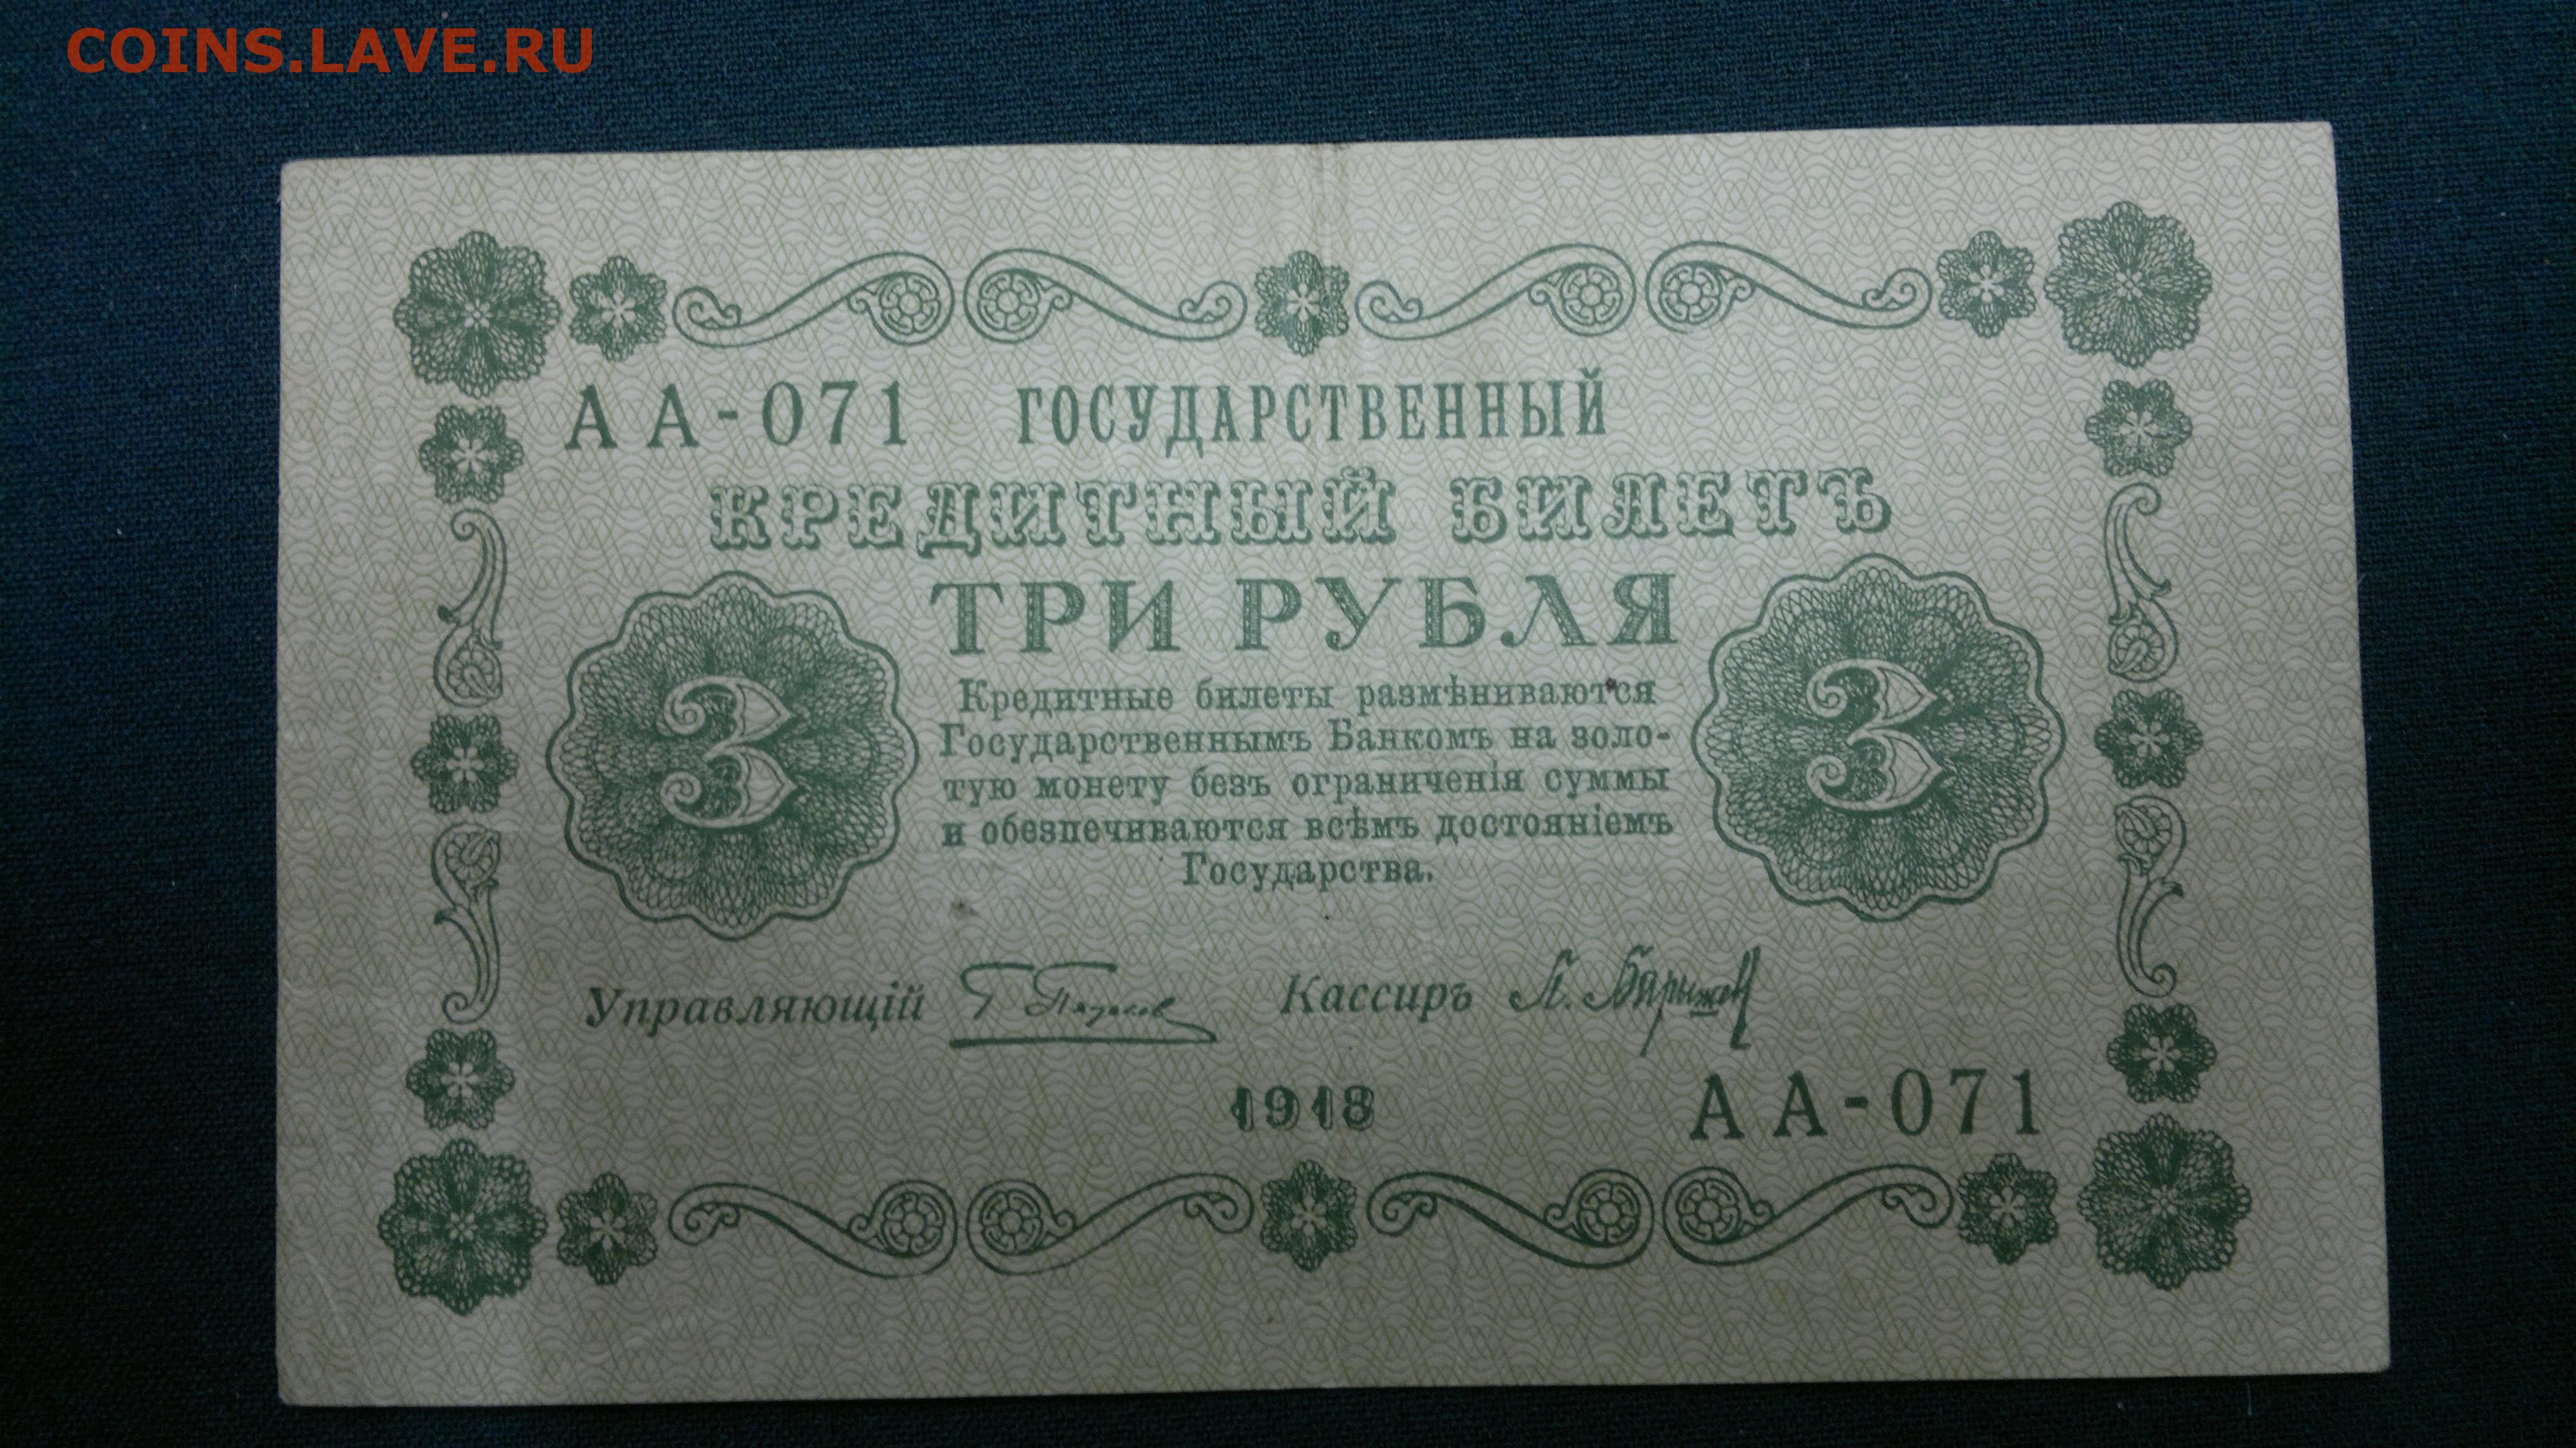 COINS.LAVE.RU
АА-071 ГОСУДАРСТВЕННЫЙ
КРЕДИТНЫЙ БИЛЕТЪ
ТРИ РУБЛЯ
3 3
Кредитные билеты размѣниваются
Государственнымъ Банкомъ на золо-
тую монету безъ ограниченія суммы
и обезпечиваются всѣмъ достояніемъ
Государства.
Управляющій Г. Пятаков Кассиръ
1918 АА-071